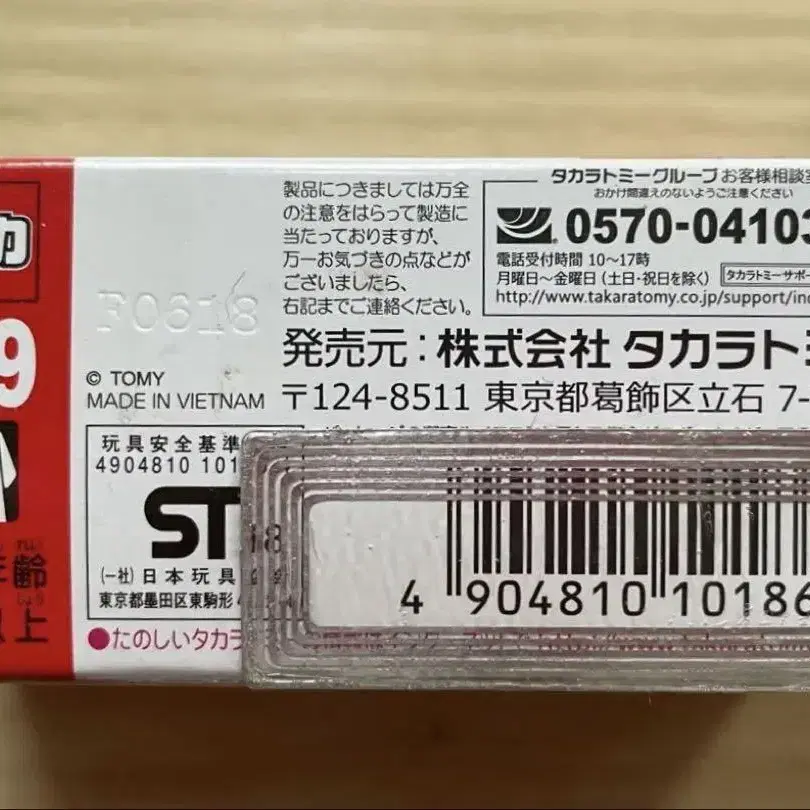 製品につきましては万全
の注意をはらって製造に
当たっておりますが、
万一お気づきの点などが
ございましたら、
右記までご連絡ください。
タカラトミーグループ お客様相談室
おかけ間違えのないようご注意ください
0570-04103
電話受付時間 10〜17時
月曜日〜金曜日 (土・日・祝日を除く)
タカラトミーサポー
http://www.takaratomy.co.jp/support/in
F0618
9
© TOMY
MADE IN VIETNAM
発売元:株式会社 タカラト
〒124-8511 東京都葛飾区立石 7-
玩具安全基準
4904810 101
ST
(一社)日本玩具
東京都墨田区東駒形
年齢
以上
●たのしいタカラ
4 904810 10186